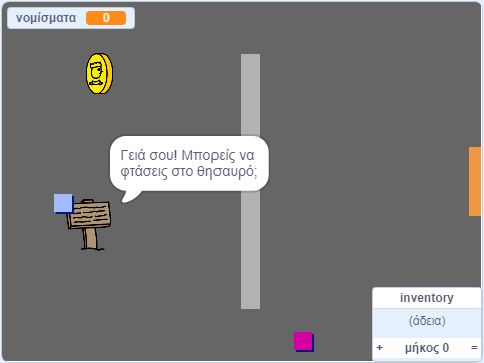 νομίσματα 0
Γειά σου! Μπορείς να
φτάσεις στο θησαυρό;
inventory
(άδεια)
+ μήκος 0 =